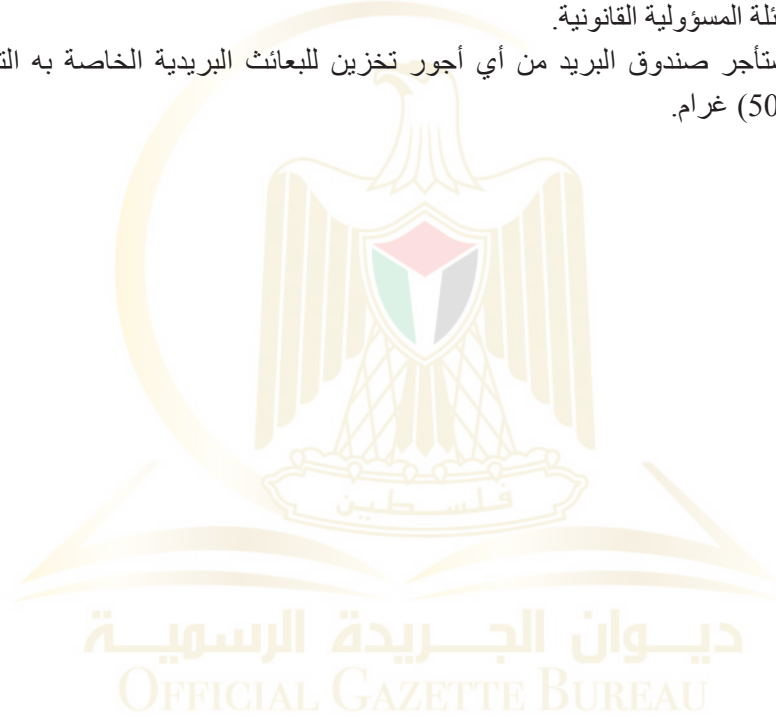 ئلة المسؤولية القانونية.
ستأجر صندوق البريد من أي أجور تخزين للبعائث البريدية الخاصة به الت
50) غرام.
فلسطين
ديوان الجريدة الرسمية
OFFICIAL GAZETTE BUREAU